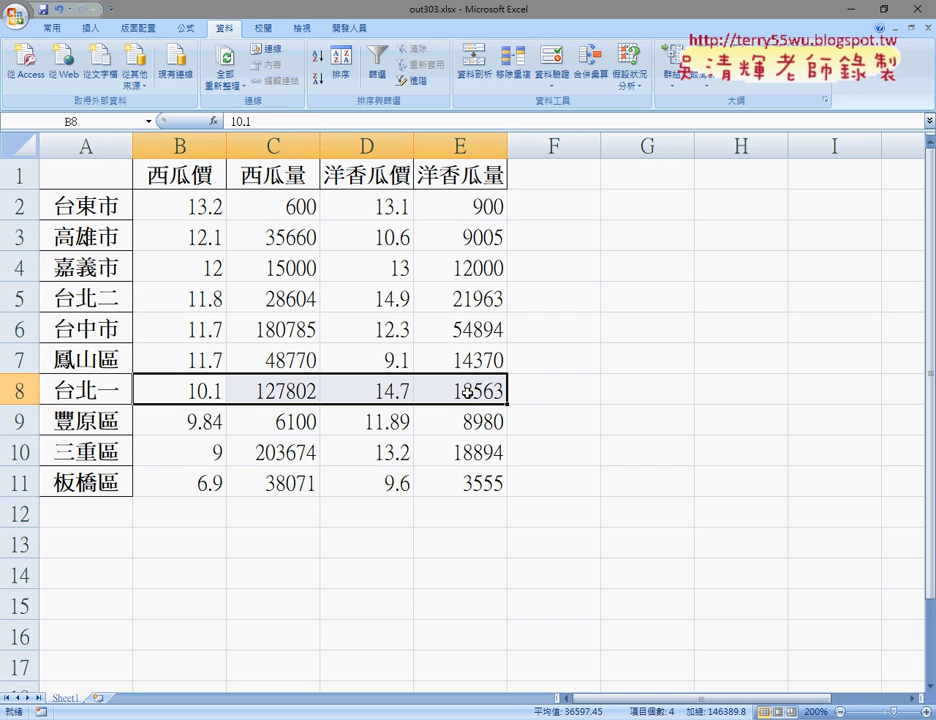 out303.xlsx - Microsoft Excel
http://terry55wu.blogspot.tw
吳清輝老師錄製
常用 插入 版面配置 公式 資料 校閱 檢視 開發人員
從 Access 從 Web 從文字檔 從其他來源 現有連線
全部重新整理 連線 內容 編輯連結
排序 篩選 清除 重新套用 進階
資料剖析 移除重複 資料驗證 合併彙算 假設狀況分析
取得外部資料 連線 排序與篩選 資料工具 大綱
B8 fx 10.1
A B C D E F G H I
1 西瓜價 西瓜量 洋香瓜價 洋香瓜量
2 台東市 13.2 600 13.1 900
3 高雄市 12.1 35660 10.6 9005
4 嘉義市 12 15000 13 12000
5 台北二 11.8 28604 14.9 21963
6 台中市 11.7 180785 12.3 54894
7 鳳山區 11.7 48770 9.1 14370
8 台北一 10.1 127802 14.7
9 豐原區 9.84 6100 11.89 8980
10 三重區 9 203674 13.2 18894
11 板橋區 6.9 38071 9.6 3555
12
13
14
15
16
17
Sheet1
就緒 平均值: 36597.45 項目個數: 4 加總: 146389.8 200%